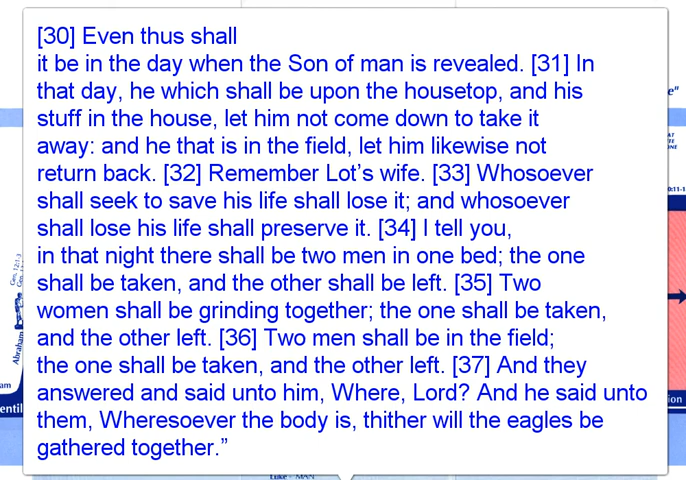 [30] Even thus shall
it be in the day when the Son of man is revealed. [31] In
that day, he which shall be upon the housetop, and his
stuff in the house, let him not come down to take it
away: and he that is in the field, let him likewise not
return back. [32] Remember Lot’s wife. [33] Whosoever
shall seek to save his life shall lose it; and whosoever
shall lose his life shall preserve it. [34] I tell you,
in that night there shall be two men in one bed; the one
shall be taken, and the other shall be left. [35] Two
women shall be grinding together; the one shall be taken,
and the other left. [36] Two men shall be in the field;
the one shall be taken, and the other left. [37] And they
answered and said unto him, Where, Lord? And he said unto
them, Wheresoever the body is, thither will the eagles be
gathered together.”
Gen. 12:1-3
Abraham
Luke - MAN